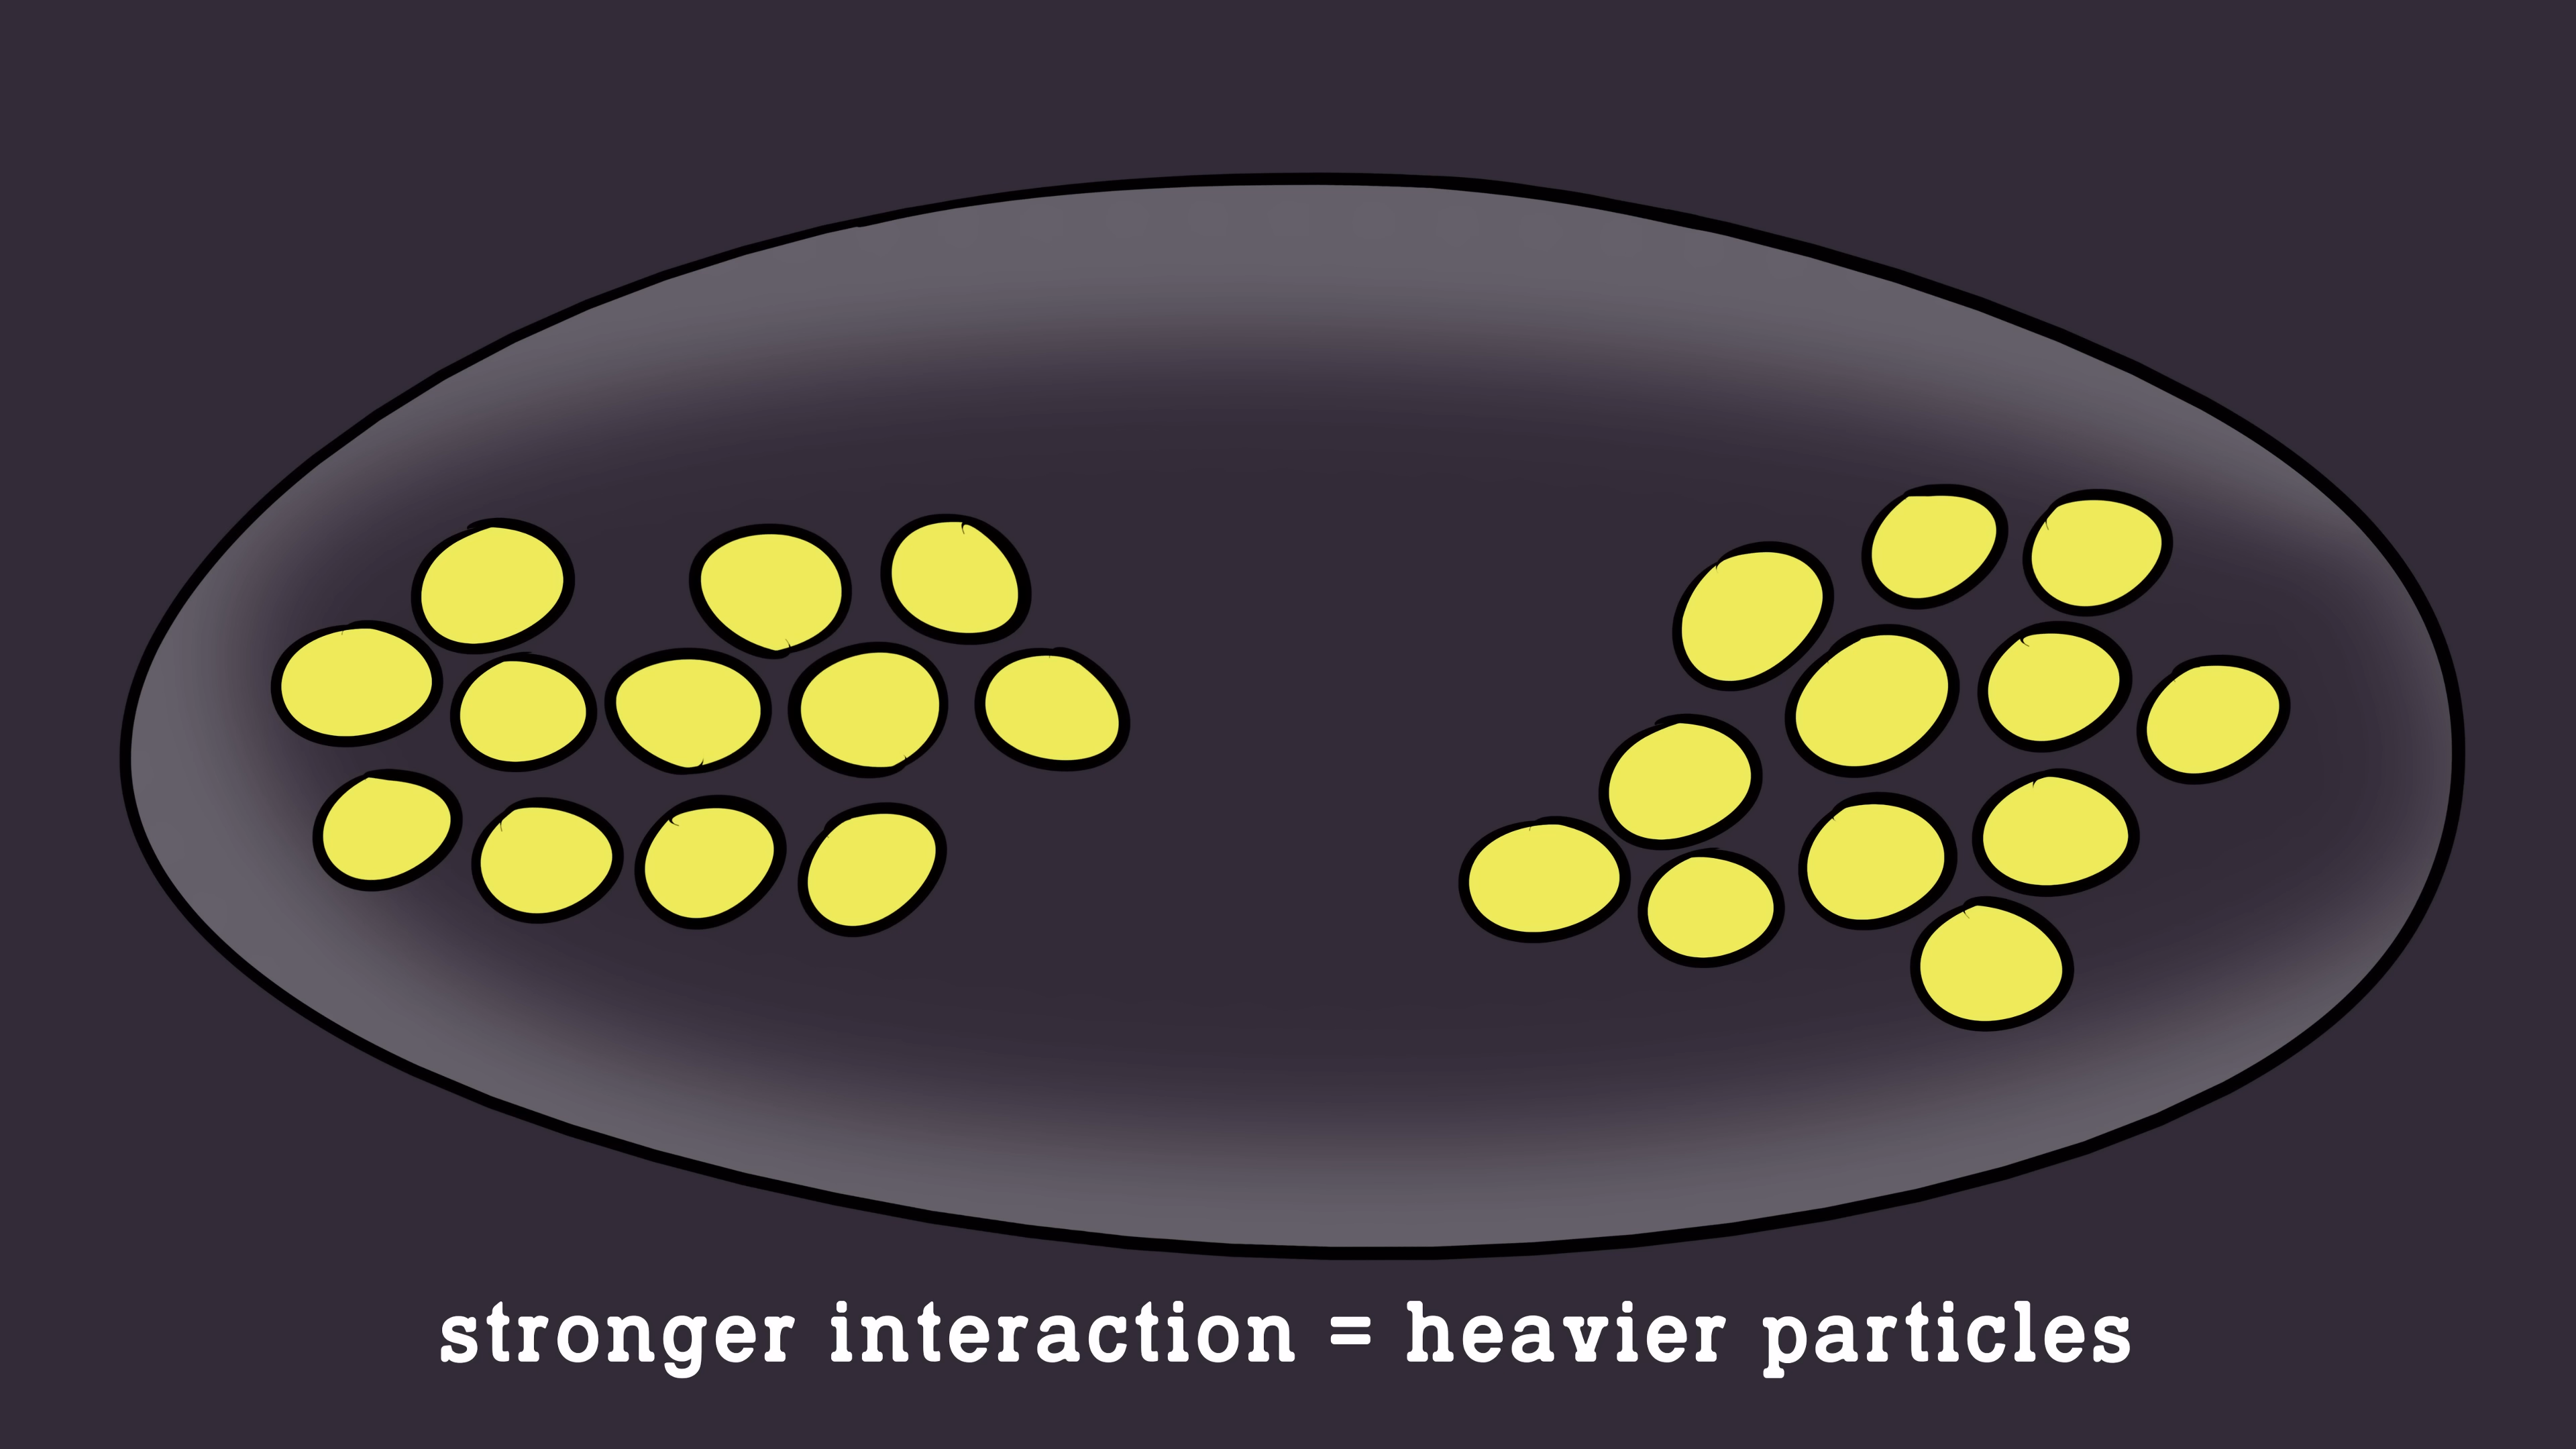 stronger interaction = heavier particles